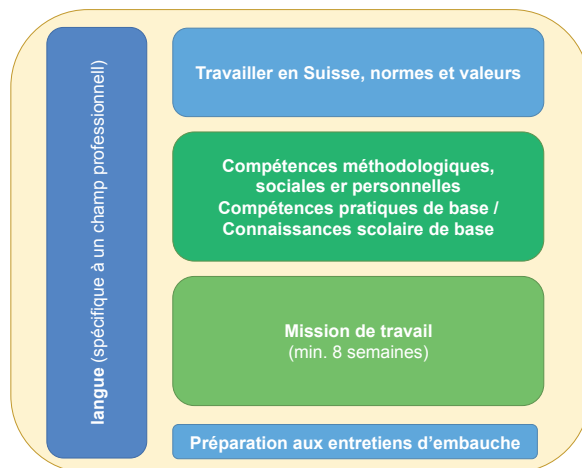 langue (spécifique à un champ professionnell)
Travailler en Suisse, normes et valeurs
Compétences méthodologiques,
sociales er personnelles
Compétences pratiques de base /
Connaissances scolaire de base
Mission de travail
(min. 8 semaines)
Préparation aux entretiens d’embauche